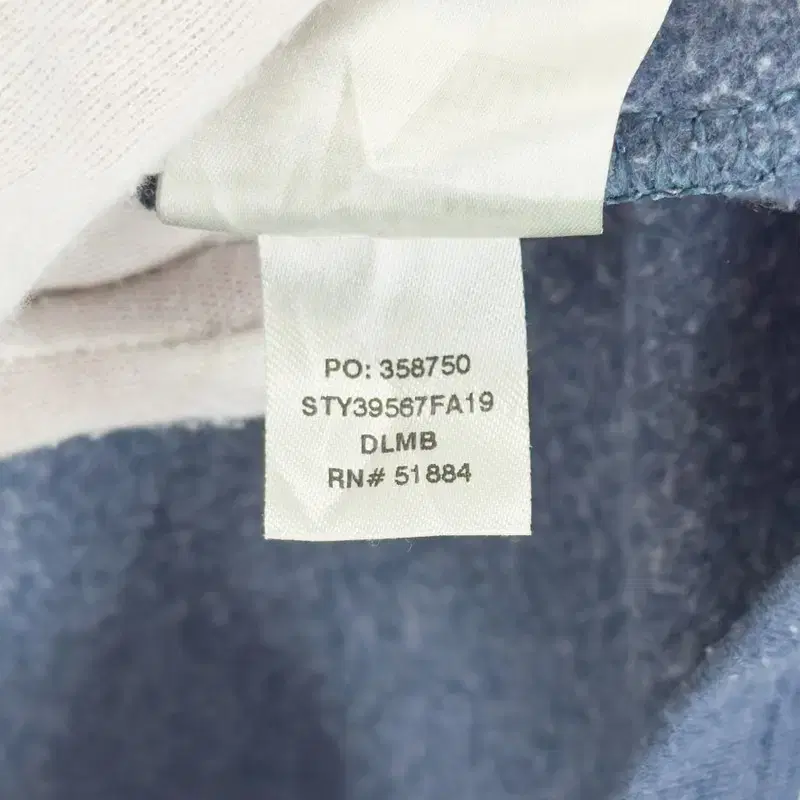 PO: 358750
STY39567FA19
DLMB
RN# 51884